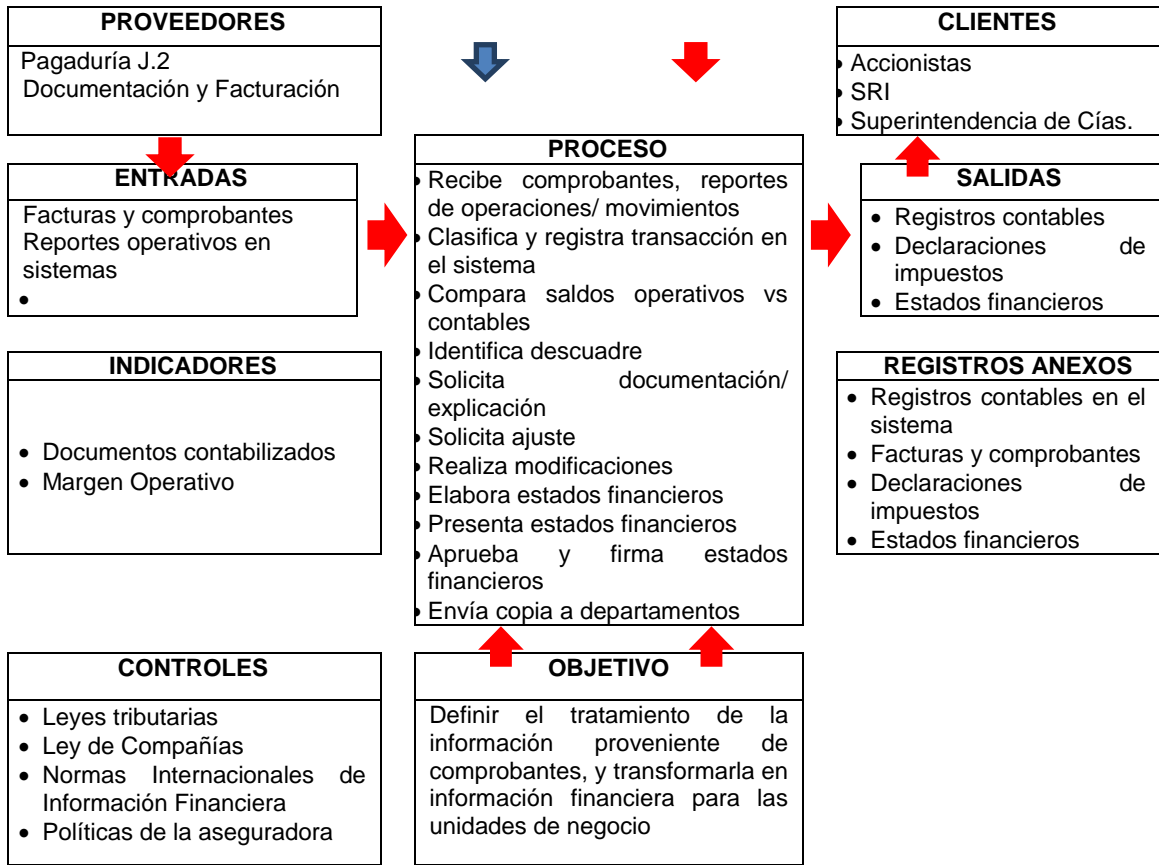 PROVEEDORES
Pagaduría J.2
Documentación y Facturación
CLIENTES
• Accionistas
• SRI
• Superintendencia de Cías.
ENTRADAS
Facturas y comprobantes
Reportes operativos en
sistemas
•
PROCESO
• Recibe comprobantes, reportes
de operaciones/ movimientos
• Clasifica y registra transacción en
el sistema
• Compara saldos operativos vs
contables
• Identifica descuadre
• Solicita documentación/
explicación
• Solicita ajuste
• Realiza modificaciones
• Elabora estados financieros
• Presenta estados financieros
• Aprueba y firma estados
financieros
• Envía copia a departamentos
SALIDAS
• Registros contables
• Declaraciones de
impuestos
• Estados financieros
INDICADORES
• Documentos contabilizados
• Margen Operativo
REGISTROS ANEXOS
• Registros contables en el
sistema
• Facturas y comprobantes
• Declaraciones de
impuestos
• Estados financieros
CONTROLES
• Leyes tributarias
• Ley de Compañías
• Normas Internacionales de
Información Financiera
• Políticas de la aseguradora
OBJETIVO
Definir el tratamiento de la
información proveniente de
comprobantes, y transformarla en
información financiera para las
unidades de negocio